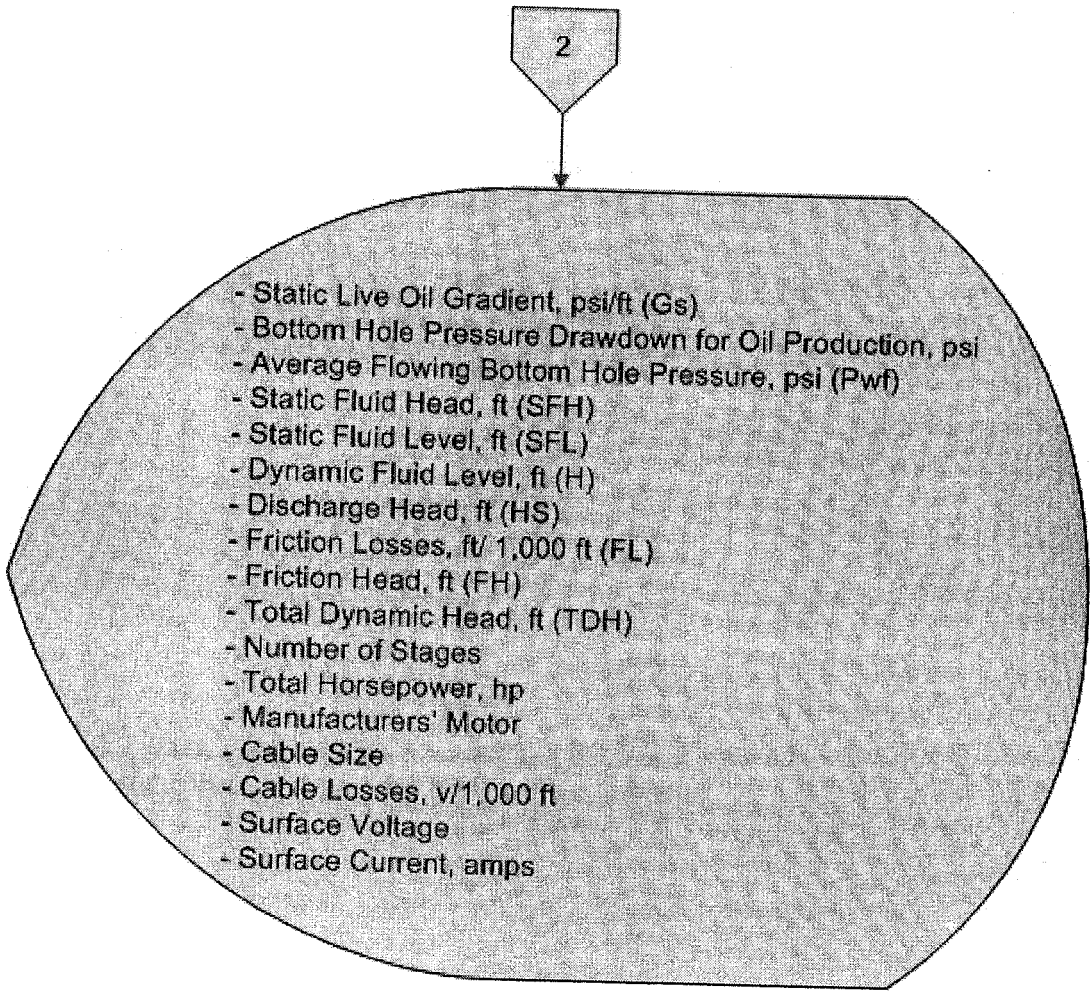 2
- Static Live Oil Gradient, psi/ft (Gs)
- Bottom Hole Pressure Drawdown for Oil Production, psi
- Average Flowing Bottom Hole Pressure, psi (Pwf)
- Static Fluid Head, ft (SFH)
- Static Fluid Level, ft (SFL)
- Dynamic Fluid Level, ft (H)
- Discharge Head, ft (HS)
- Friction Losses, ft/ 1,000 ft (FL)
- Friction Head, ft (FH)
- Total Dynamic Head, ft (TDH)
- Number of Stages
- Total Horsepower, hp
- Manufacturers' Motor
- Cable Size
- Cable Losses, v/1,000 ft
- Surface Voltage
- Surface Current, amps